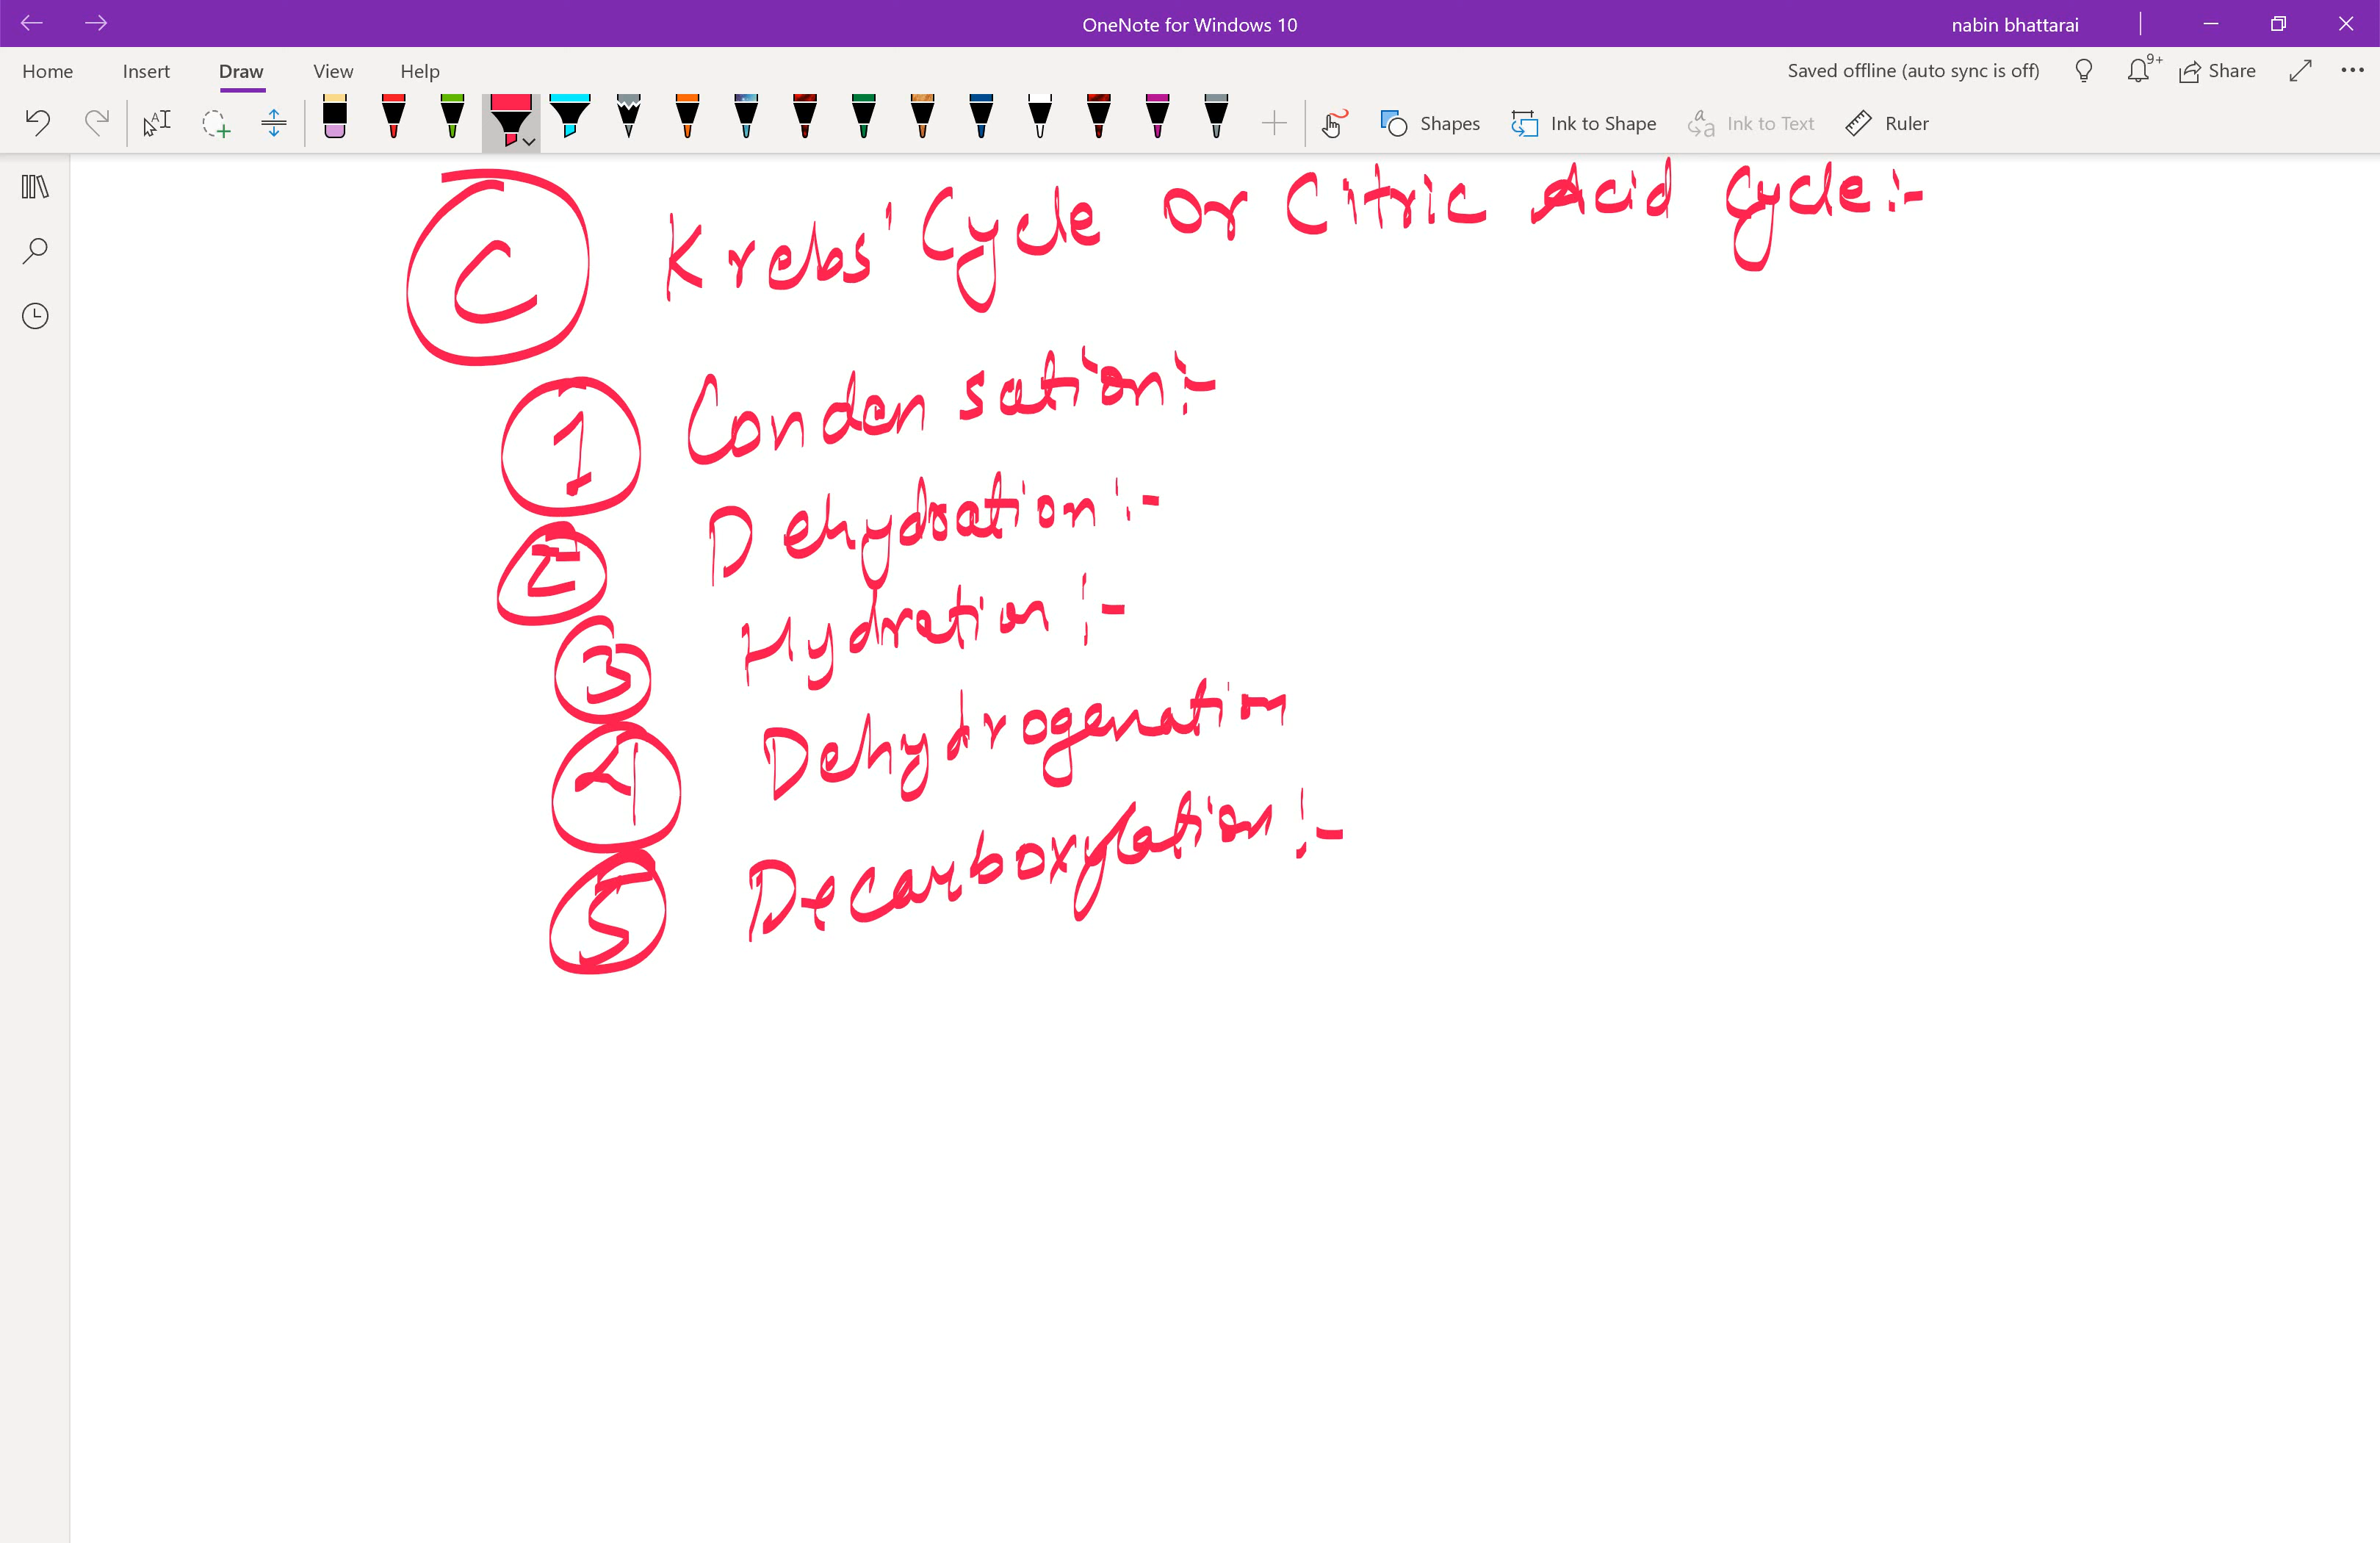 OneNote for Windows 10
nabin bhattarai
Home Insert Draw View Help
Saved offline (auto sync is off)
9+
Share
Shapes Ink to Shape Ink to Text Ruler
C Krebs' Cycle or Citric Acid Cycle:-
1 Condensation:-
2 Dehydration:-
3 Hydration:-
4 Dehydrogenation
5 Decarboxylation:-